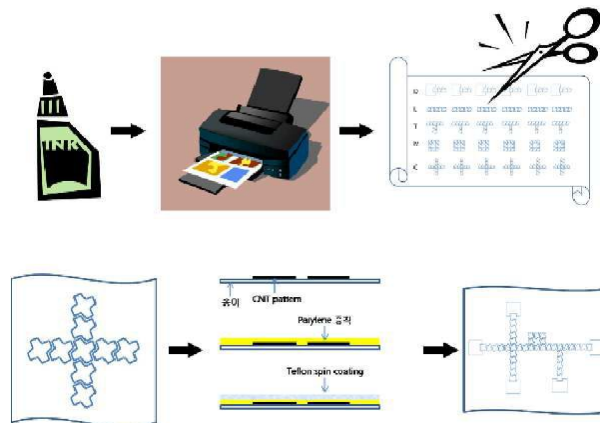 INK
D
L
T
C
종이
CNT pattern
Parylene 증착
Teflon spin coating